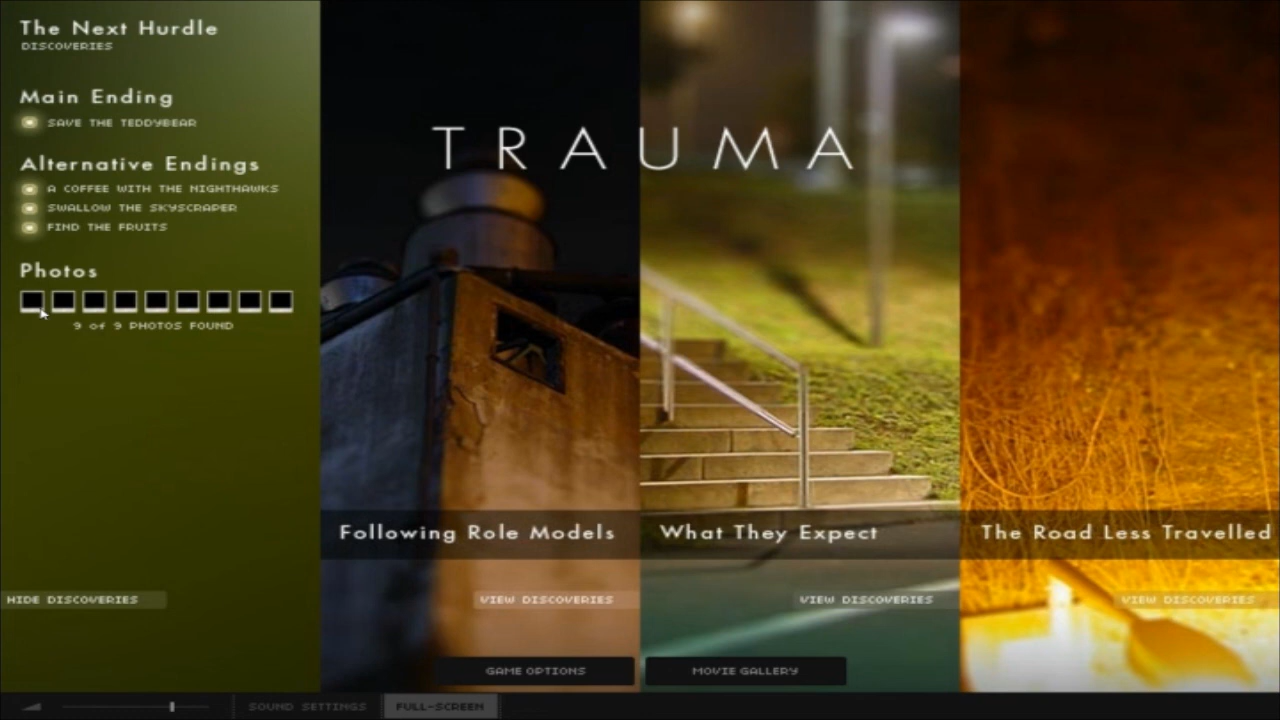 The Next Hurdle
DISCOVERIES
Main Ending
SAVE THE TEDDYBEAR
Alternative Endings
A COFFEE WITH THE NIGHTHAWKS
SWALLOW THE SKYSCRAPER
FIND THE FRUITS
Photos
9 of 9 PHOTOS FOUND
HIDE DISCOVERIES
TRAUMA
Following Role Models
VIEW DISCOVERIES
What They Expect
VIEW DISCOVERIES
The Road Less Travelled
VIEW DISCOVERIES
GAME OPTIONS
MOVIE GALLERY
SOUND SETTINGS
FULL-SCREEN